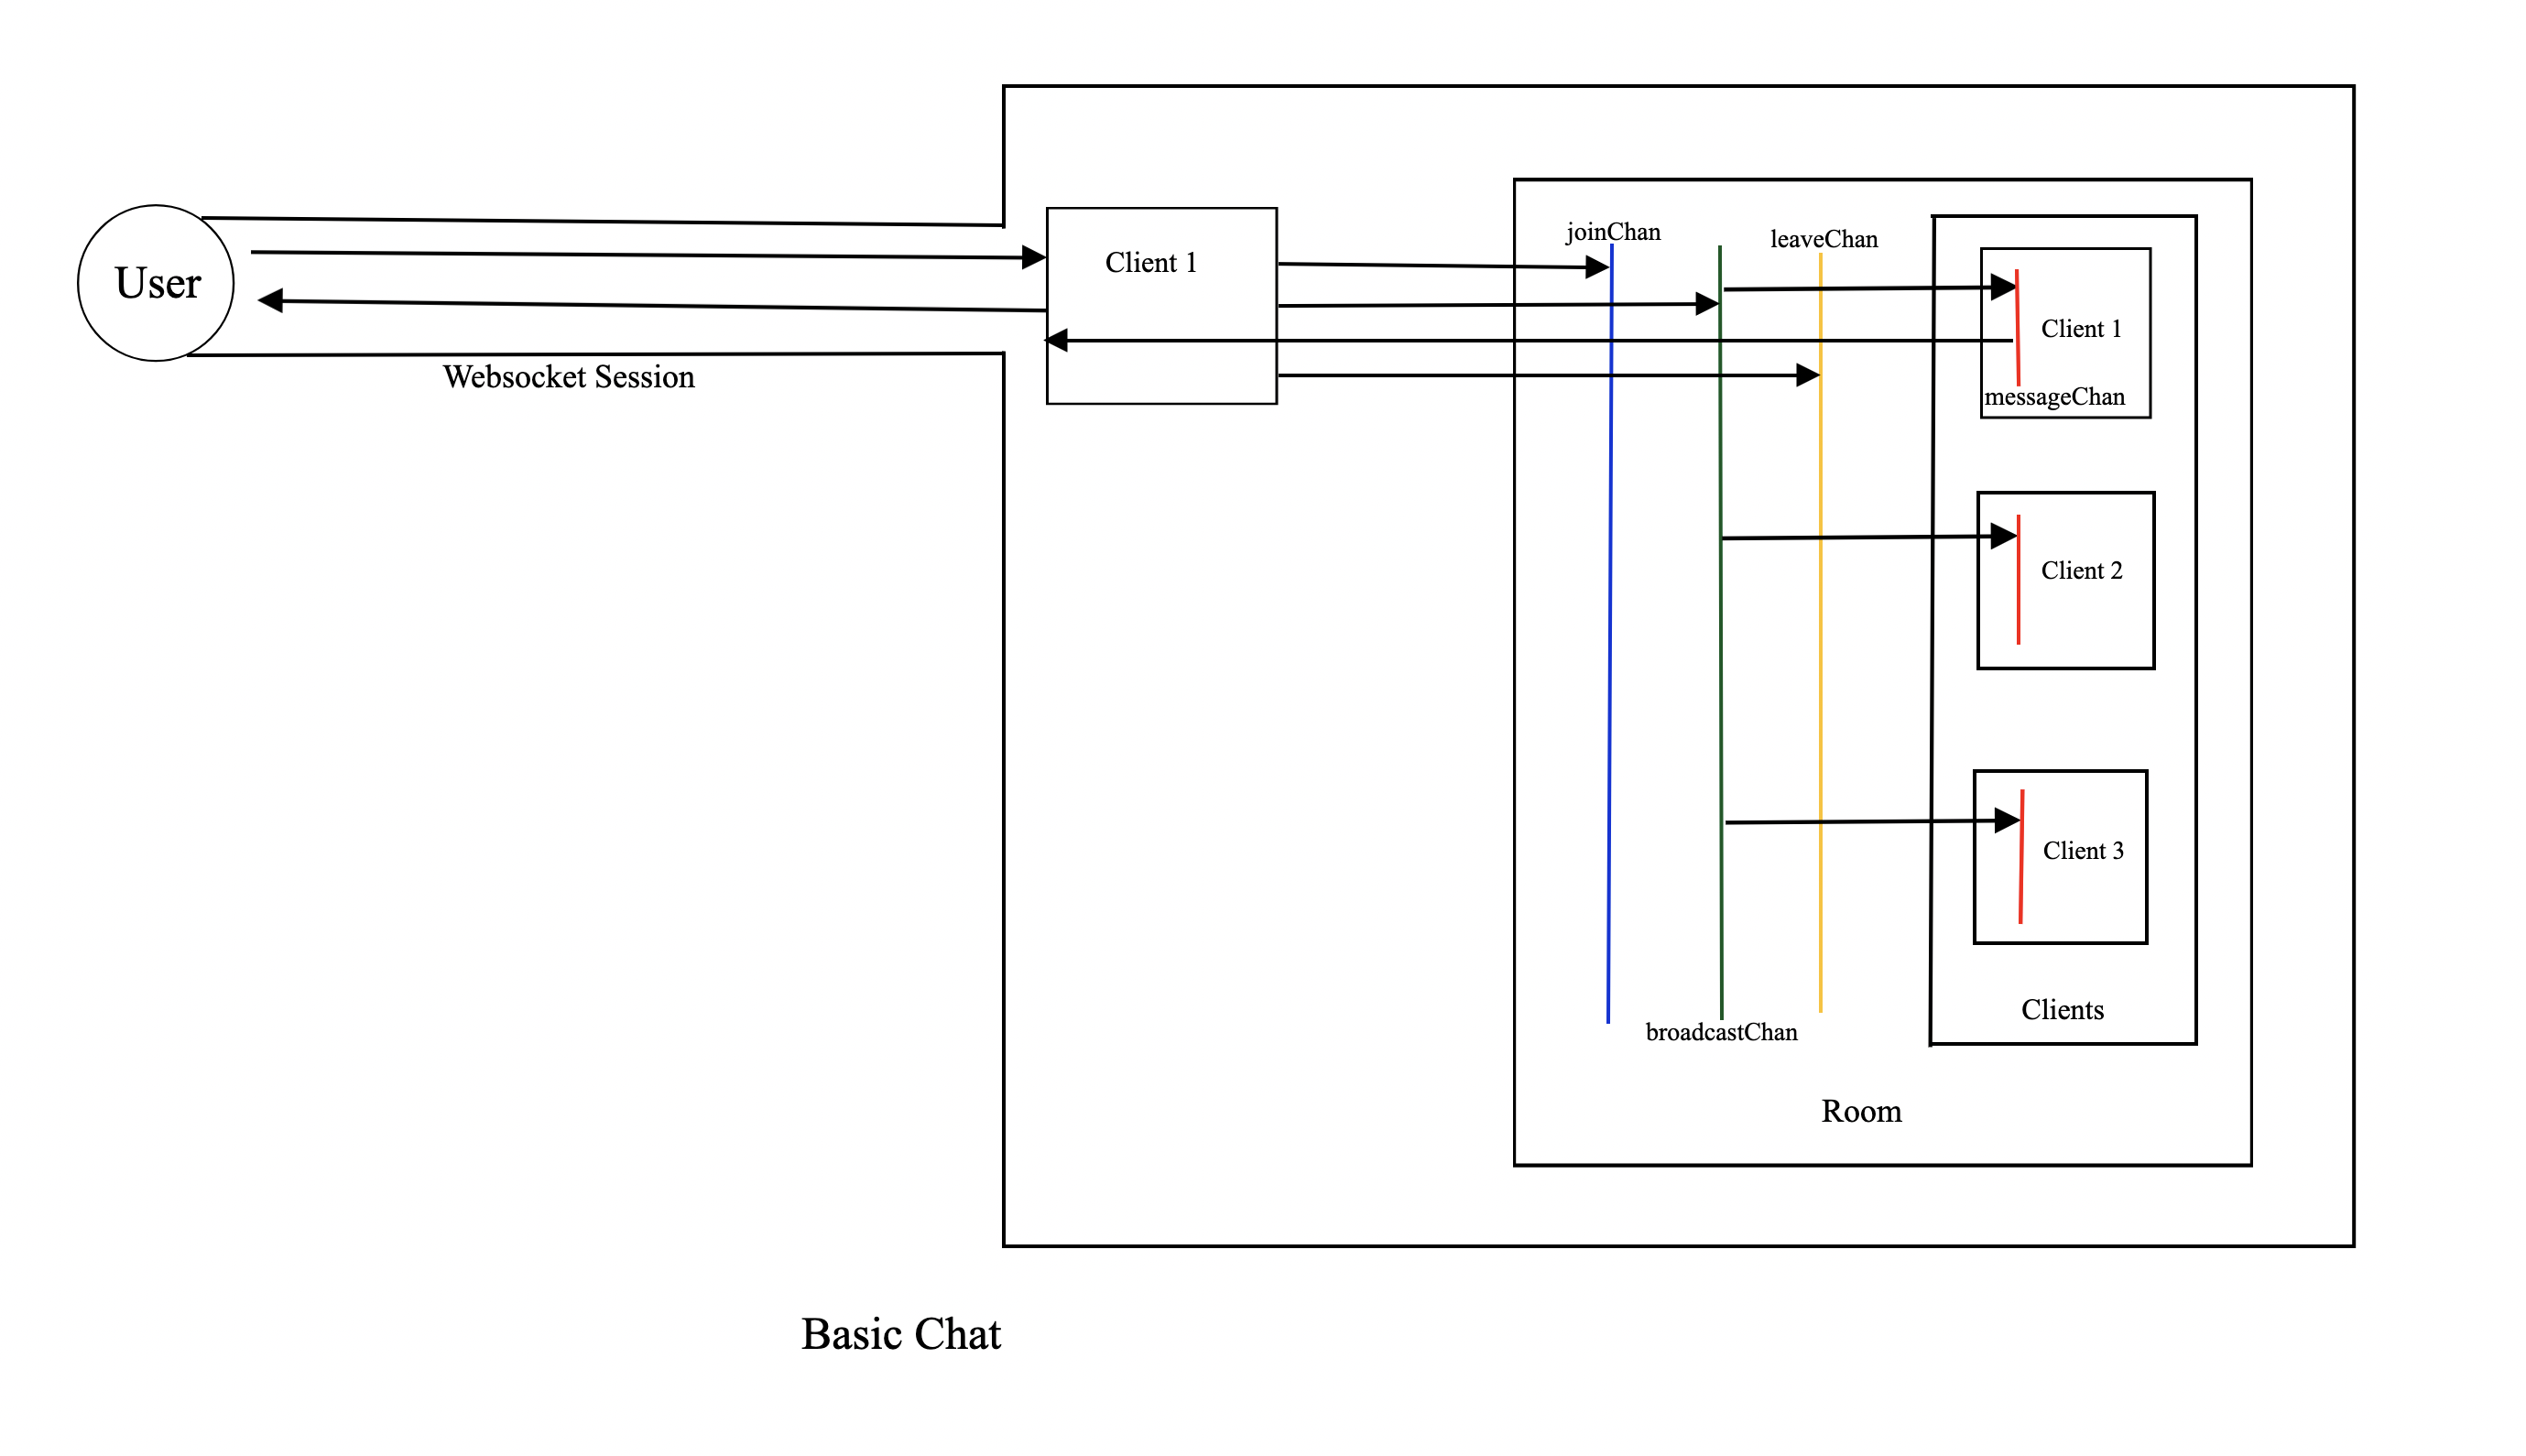 User
Websocket Session
Client 1
joinChan
leaveChan
Client 1
messageChan
Client 2
Client 3
Clients
broadcastChan
Room
Basic Chat